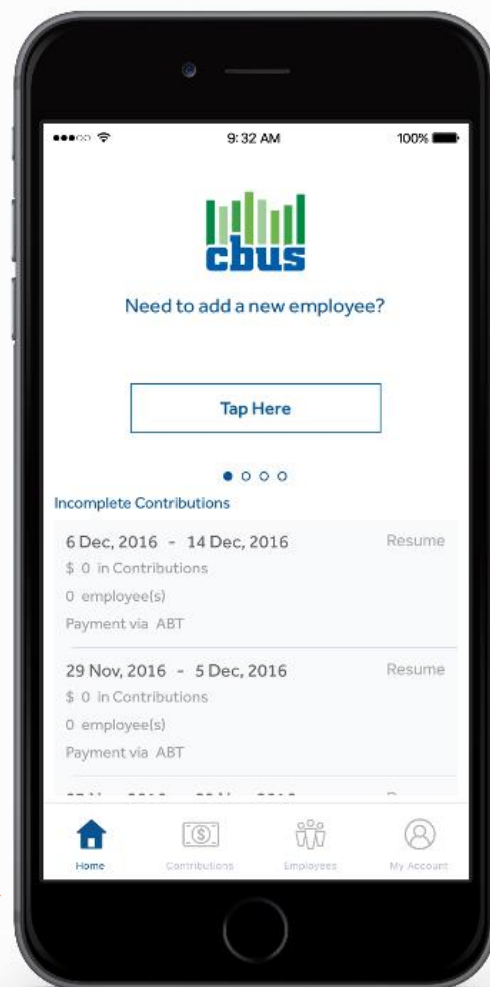 9:32 AM
100%
cbus
Need to add a new employee?
Tap Here
Incomplete Contributions
6 Dec, 2016 - 14 Dec, 2016 Resume
$ 0 in Contributions
0 employee(s)
Payment via ABT
29 Nov, 2016 - 5 Dec, 2016 Resume
$ 0 in Contributions
0 employee(s)
Payment via ABT
Home Contributions Employees My Account